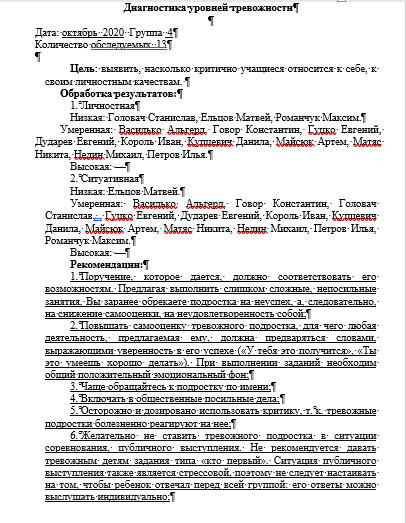 Диагностика уровней тревожности¶
¶
Дата: октябрь 2020 Группа 4¶
Количество обследуемых: 13¶
¶
Цель: выявить, насколько критично учащиеся относится к себе, к
своим личностным качествам. ¶
Обработка результатов:¶
1. Личностная¶
Низкая: Головач Станислав, Ельцов Матвей, Романчук Максим.¶
Умеренная: Василько Альгерд, Говор Константин, Гуцко Евгений,
Дударев Евгений, Король Иван, Купцевич Данила, Майсюк Артем, Матяс
Никита, Нелин Михаил, Петров Илья.¶
Высокая: —¶
2. Ситуативная¶
Низкая: Ельцов Матвей.¶
Умеренная: Василько Альгерд, Говор Константин, Головач
Станислав , Гуцко Евгений, Дударев Евгений, Король Иван, Купцевич
Данила, Майсюк Артем, Матяс Никита, Нелин Михаил, Петров Илья,
Романчук Максим.¶
Высокая: —¶
Рекомендации: ¶
1. Поручение, которое дается, должно соответствовать его
возможностям. Предлагая выполнить слишком сложные, непосильные
занятия, Вы заранее обрекаете подростка на неуспех, а, следовательно,
на снижение самооценки, на неудовлетворенность собой;¶
2. Повышать самооценку тревожного подростка, для чего любая
деятельность, предлагаемая ему, должна предваряться словами,
выражающими уверенность в его успехе («У тебя это получится», «Ты
это умеешь хорошо делать»). При выполнении заданий необходим
общий положительный эмоциональный фон;¶
3. Чаще обращайтесь к подростку по имени;¶
4. Включать в общественные посильные дела;¶
5. Осторожно и дозировано использовать критику, т. к. тревожные
подростки болезненно реагируют на нее;¶
6. Желательно не ставить тревожного подростка в ситуации
соревнования, публичного выступления. Не рекомендуется давать
тревожным детям задания типа «кто первый». Ситуация публичного
выступления также является стрессовой, поэтому не следует настаивать
на том, чтобы ребенок отвечал перед всей группой: его ответы можно
выслушать индивидуально;¶